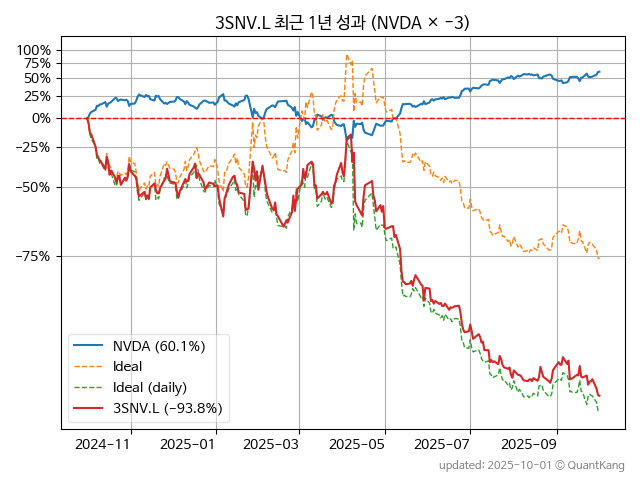 3SNV.L 최근 1년 성과 (NVDA × −3)
100%
75%
50%
25%
0%
−25%
−50%
−75%
NVDA (60.1%)
Ideal
Ideal (daily)
3SNV.L (−93.8%)
2024−11 2025−01 2025−03 2025−05 2025−07 2025−09
updated: 2025-10-01 © QuantKang